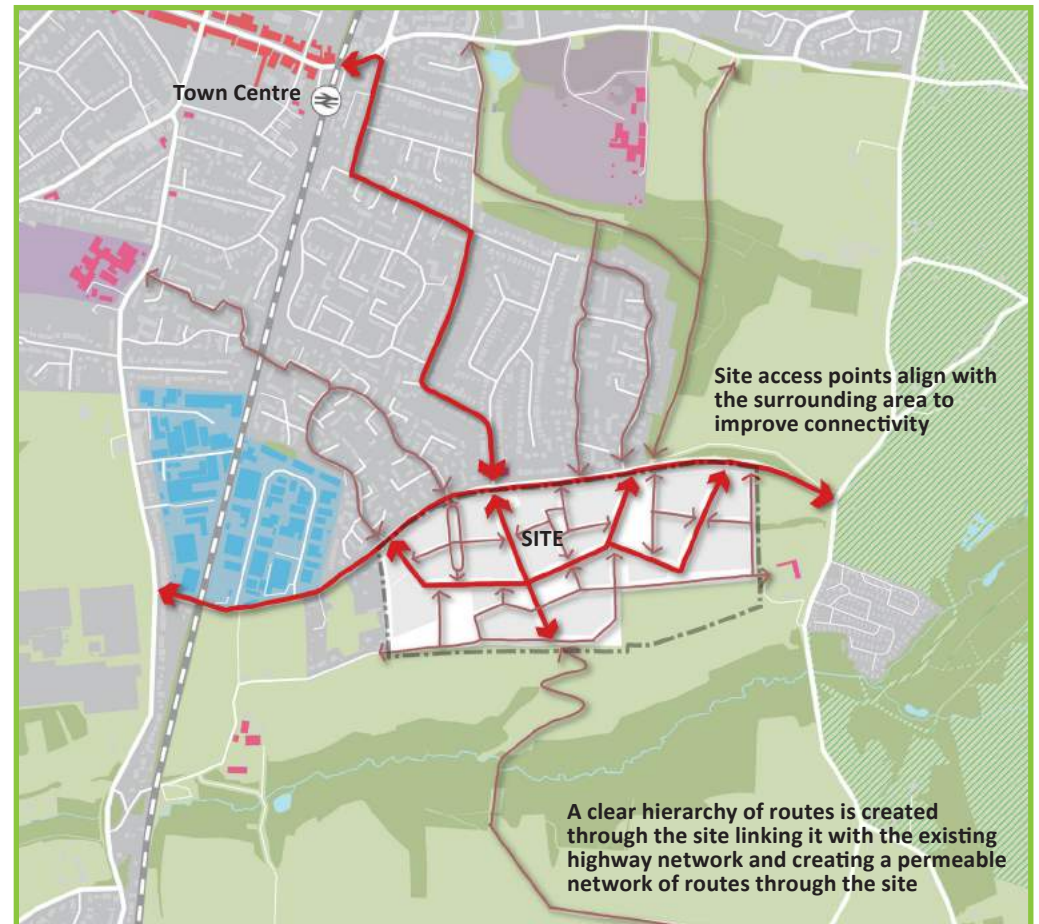 Town Centre
Site access points align with
the surrounding area to
improve connectivity
SITE
A clear hierarchy of routes is created
through the site linking it with the existing
highway network and creating a permeable
network of routes through the site